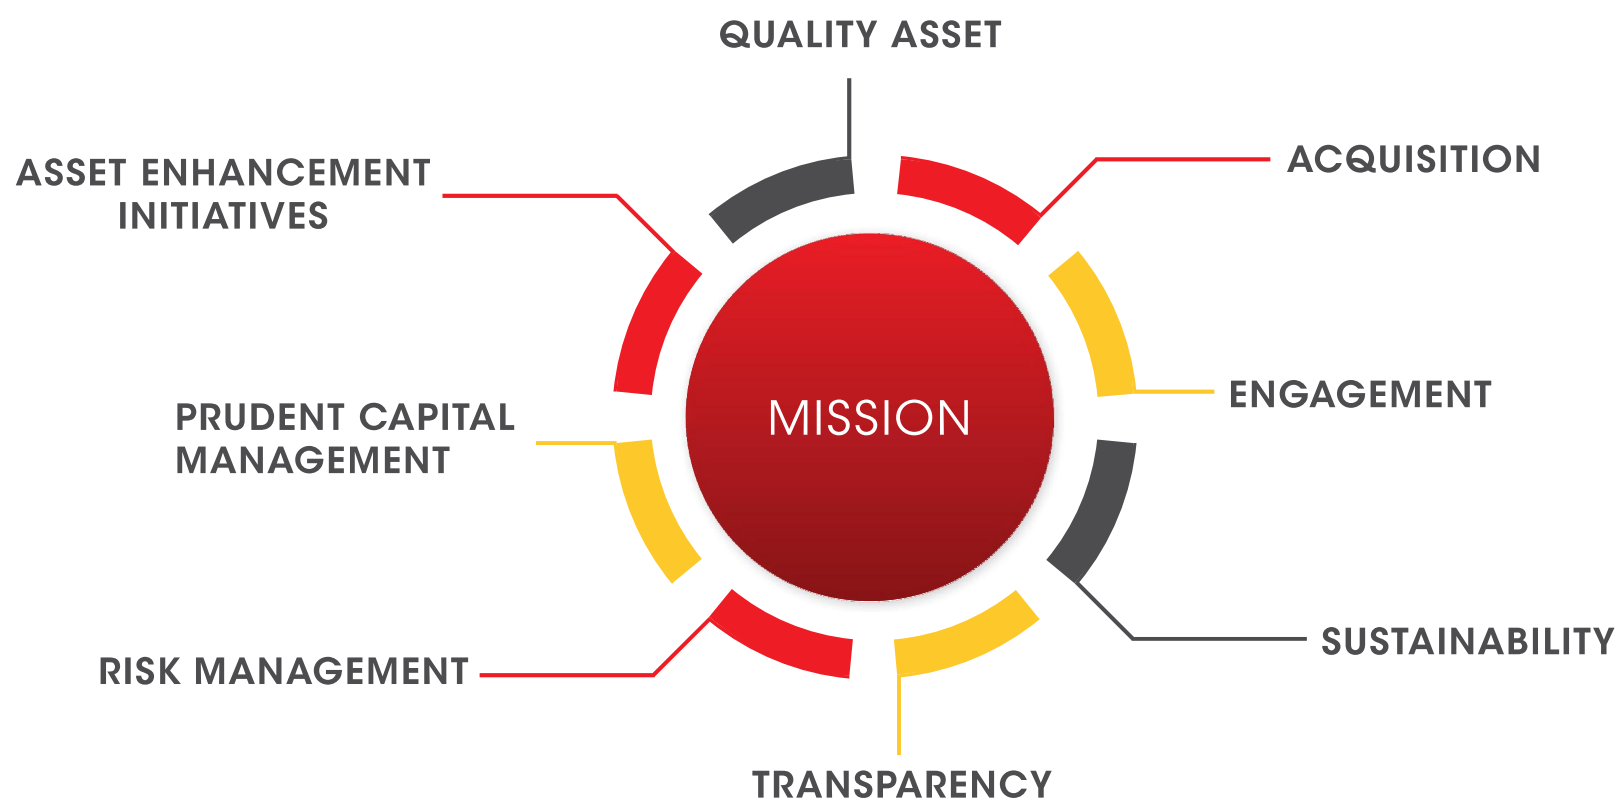 QUALITY ASSET
ACQUISITION
ASSET ENHANCEMENT
INITIATIVES
ENGAGEMENT
MISSION
PRUDENT CAPITAL
MANAGEMENT
SUSTAINABILITY
RISK MANAGEMENT
TRANSPARENCY